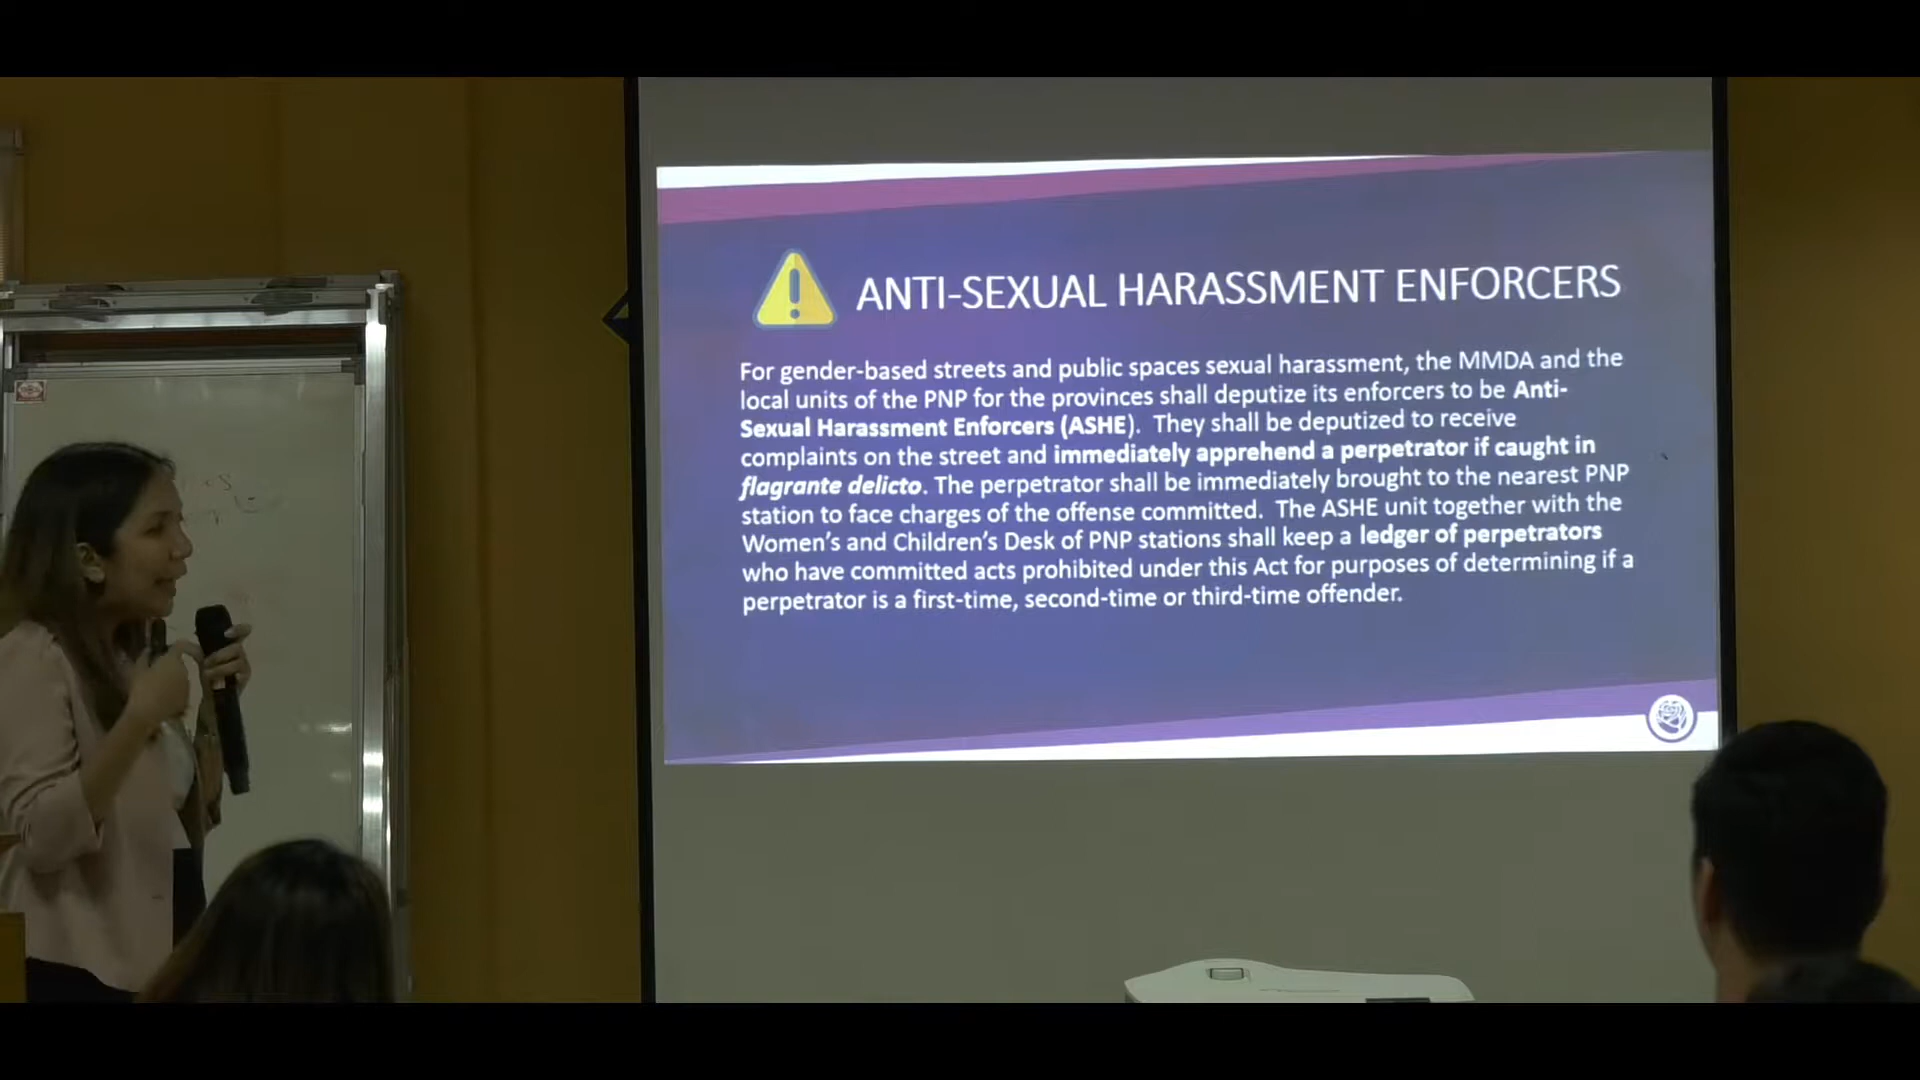 ANTI-SEXUAL HARASSMENT ENFORCERS
For gender-based streets and public spaces sexual harassment, the MMDA and the
local units of the PNP for the provinces shall deputize its enforcers to be Anti-
Sexual Harassment Enforcers (ASHE). They shall be deputized to receive
complaints on the street and immediately apprehend a perpetrator if caught in
flagrante delicto. The perpetrator shall be immediately brought to the nearest PNP
station to face charges of the offense committed. The ASHE unit together with the
Women's and Children's Desk of PNP stations shall keep a ledger of perpetrators
who have committed acts prohibited under this Act for purposes of determining if a
perpetrator is a first-time, second-time or third-time offender.